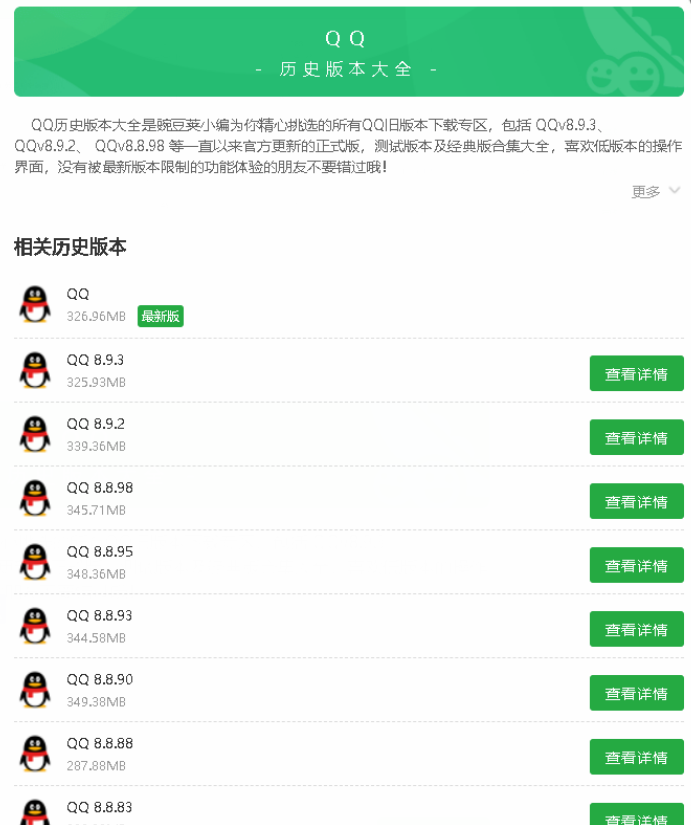 QQ
- 历史版本大全 -
QQ历史版本大全是豌豆荚小编为你精心挑选的所有QQ旧版本下载专区，包括 QQv8.9.3、
QQv8.9.2、 QQv8.8.98 等一直以来官方更新的正式版，测试版本及经典版合集大全，喜欢低版本的操作
界面，没有被最新版本限制的功能体验的朋友不要错过哦!
更多
相关历史版本
QQ
326.96MB 最新版
QQ 8.9.3
325.93MB
查看详情
QQ 8.9.2
339.36MB
查看详情
QQ 8.8.98
345.71MB
查看详情
QQ 8.8.95
348.36MB
查看详情
QQ 8.8.93
344.58MB
查看详情
QQ 8.8.90
349.38MB
查看详情
QQ 8.8.88
287.88MB
查看详情
QQ 8.8.83
查看详情